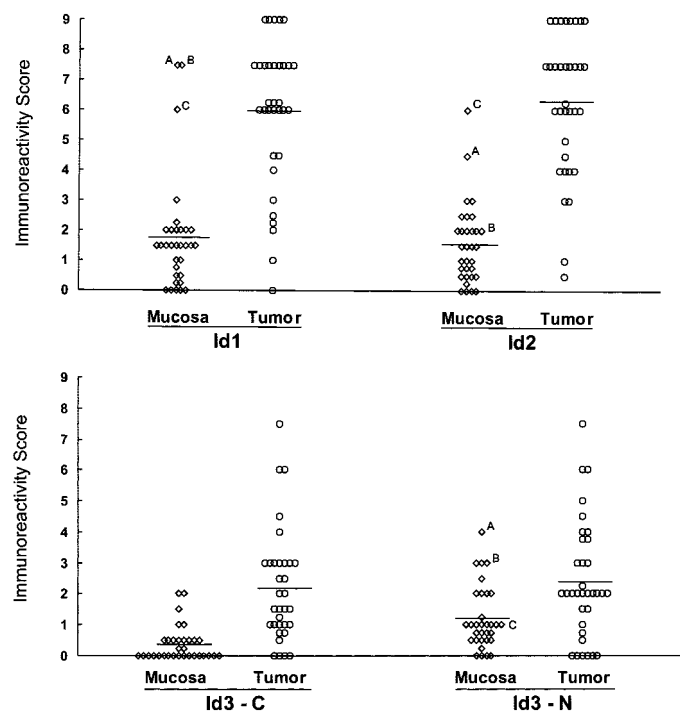 Immunoreactivity Score
9
8
7
6
5
4
3
2
1
0
A B
C
C
A
B
Mucosa Tumor Mucosa Tumor
Id1 Id2
Immunoreactivity Score
9
8
7
6
5
4
3
2
1
0
A
B
C
Mucosa Tumor Mucosa Tumor
Id3 - C Id3 - N